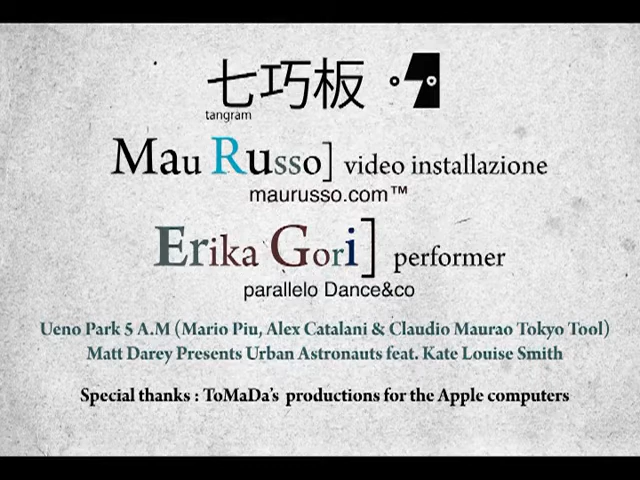 七巧板
tangram
Mau Russo] video installazione
maurusso.com™
Erika Gori] performer
parallelo Dance&co
Ueno Park 5 A.M (Mario Piu, Alex Catalani & Claudio Maurao Tokyo Tool)
Matt Darey Presents Urban Astronauts feat. Kate Louise Smith
Special thanks : ToMaDa's productions for the Apple computers